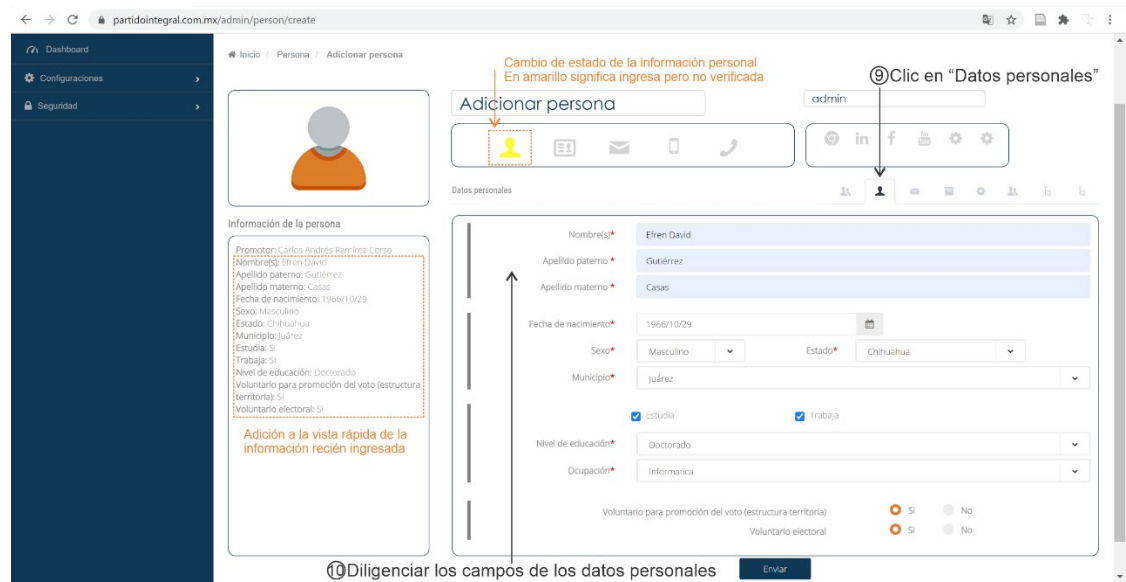 partidointegral.com.mx/admin/person/create
Dashboard
Configuraciones
Seguridad
Inicio / Persona / Adicionar persona
Cambio de estado de la información personal
En amarillo significa ingresa pero no verificada
⑨Clic en “Datos personales”
Adicionar persona
admin
in f You
Datos personales
Información de la persona
Promotor: Carlos Andrés Ramírez Corso
Nombre(s): Efren David
Apellido paterno: Gutiérrez
Apellido materno: Casas
Fecha de nacimiento: 1966/10/29
Sexo: Masculino
Estado: Chihuahua
Municipio: Juárez
Estudia: Si
Trabaja: Si
Nivel de educación: Doctorado
Voluntario para promoción del voto (estructura
territoria): Si
Voluntario electoral: Si
Adición a la vista rápida de la
información recién ingresada
Nombre(s)* Efren David
Apellido paterno * Gutiérrez
Apellido materno * Casas
Fecha de nacimiento* 1966/10/29
Sexo* Masculino Estado* Chihuahua
Municipio* Juárez
Estudia Trabaja
Nivel de educación* Doctorado
Ocupación* Informatica
Voluntario para promoción del voto (estructura territoria) Si No
Voluntario electoral Si No
⑩Diligenciar los campos de los datos personales
Enviar